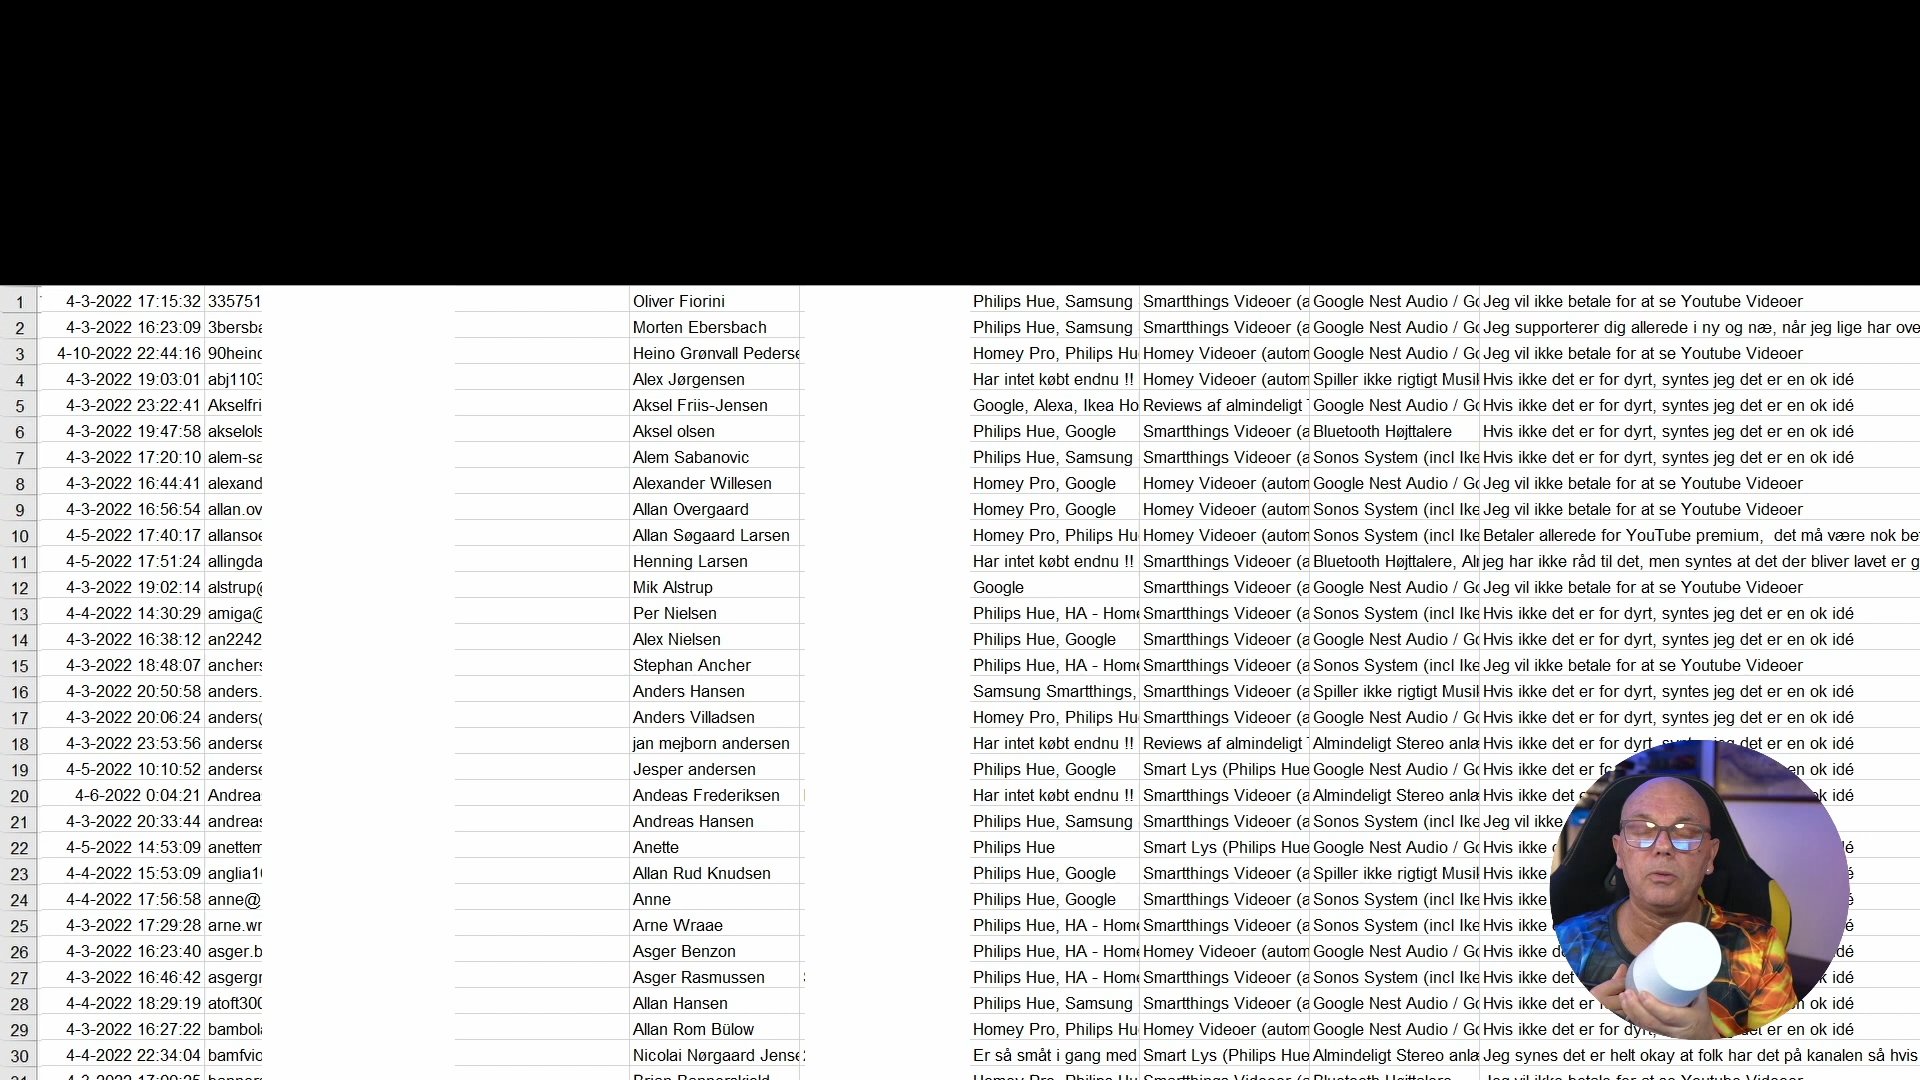 1 4-3-2022 17:15:32 335751 Oliver Fiorini Philips Hue, Samsung Smartthings Videoer (a Google Nest Audio / Go Jeg vil ikke betale for at se Youtube Videoer
2 4-3-2022 16:23:09 3bersba Morten Ebersbach Philips Hue, Samsung Smartthings Videoer (a Google Nest Audio / Go Jeg supporterer dig allerede i ny og næ, når jeg lige har ove
3 4-10-2022 22:44:16 90heino Heino Grønvall Pederse Homey Pro, Philips Hu Homey Videoer (autom Google Nest Audio / Go Jeg vil ikke betale for at se Youtube Videoer
4 4-3-2022 19:03:01 abj1103 Alex Jørgensen Har intet købt endnu !! Homey Videoer (autom Spiller ikke rigtigt Musik Hvis ikke det er for dyrt, syntes jeg det er en ok idé
5 4-3-2022 23:22:41 Akselfri Aksel Friis-Jensen Google, Alexa, Ikea Ho Reviews af almindeligt Google Nest Audio / Go Hvis ikke det er for dyrt, syntes jeg det er en ok idé
6 4-3-2022 19:47:58 akselols Aksel olsen Philips Hue, Google Smartthings Videoer (a Bluetooth Højttalere Hvis ikke det er for dyrt, syntes jeg det er en ok idé
7 4-3-2022 17:20:10 alem-sa Alem Sabanovic Philips Hue, Samsung Smartthings Videoer (a Sonos System (incl Ike Hvis ikke det er for dyrt, syntes jeg det er en ok idé
8 4-3-2022 16:44:41 alexand Alexander Willesen Homey Pro, Google Homey Videoer (autom Google Nest Audio / Go Jeg vil ikke betale for at se Youtube Videoer
9 4-3-2022 16:56:54 allan.ov Allan Overgaard Homey Pro, Google Homey Videoer (autom Sonos System (incl Ike Jeg vil ikke betale for at se Youtube Videoer
10 4-5-2022 17:40:17 allansoe Allan Søgaard Larsen Homey Pro, Philips Hu Homey Videoer (autom Sonos System (incl Ike Betaler allerede for YouTube premium, det må være nok be
11 4-5-2022 17:51:24 allingda Henning Larsen Har intet købt endnu !! Smartthings Videoer (a Bluetooth Højttalere, Al jeg har ikke råd til det, men syntes at det der bliver lavet er g
12 4-3-2022 19:02:14 alstrup@ Mik Alstrup Google Smartthings Videoer (a Google Nest Audio / Go Jeg vil ikke betale for at se Youtube Videoer
13 4-4-2022 14:30:29 amiga@ Per Nielsen Philips Hue, HA - Home Smartthings Videoer (a Sonos System (incl Ike Hvis ikke det er for dyrt, syntes jeg det er en ok idé
14 4-3-2022 16:38:12 an2242 Alex Nielsen Philips Hue, Google Smartthings Videoer (a Google Nest Audio / Go Hvis ikke det er for dyrt, syntes jeg det er en ok idé
15 4-3-2022 18:48:07 anchers Stephan Ancher Philips Hue, HA - Home Smartthings Videoer (a Sonos System (incl Ike Jeg vil ikke betale for at se Youtube Videoer
16 4-3-2022 20:50:58 anders. Anders Hansen Samsung Smartthings, Smartthings Videoer (a Spiller ikke rigtigt Musik Hvis ikke det er for dyrt, syntes jeg det er en ok idé
17 4-3-2022 20:06:24 anders@ Anders Villadsen Homey Pro, Philips Hu Smartthings Videoer (a Google Nest Audio / Go Hvis ikke det er for dyrt, syntes jeg det er en ok idé
18 4-3-2022 23:53:56 anderse jan mejborn andersen Har intet købt endnu !! Reviews af almindeligt Almindeligt Stereo anlæ Hvis ikke det er for dyrt, syntes jeg det er en ok idé
19 4-5-2022 10:10:52 anderse Jesper andersen Philips Hue, Google Smart Lys (Philips Hue Google Nest Audio / Go Hvis ikke det er fo en ok idé
20 4-6-2022 0:04:21 Andrea Andeas Frederiksen Har intet købt endnu !! Smartthings Videoer (a Almindeligt Stereo anlæ Hvis ikke det e en ok idé
21 4-3-2022 20:33:44 andreas Andreas Hansen Philips Hue, Samsung Smartthings Videoer (a Sonos System (incl Ike Jeg vil ikke
22 4-5-2022 14:53:09 anettem Anette Philips Hue Smart Lys (Philips Hue Google Nest Audio / Go Hvis ikke idé
23 4-4-2022 15:53:09 anglia1 Allan Rud Knudsen Philips Hue, Google Smartthings Videoer (a Spiller ikke rigtigt Musik Hvis ikke
24 4-4-2022 17:56:58 anne@ Anne Philips Hue, Google Smartthings Videoer (a Sonos System (incl Ike Hvis ikke
25 4-3-2022 17:29:28 arne.wr Arne Wraae Philips Hue, HA - Home Smartthings Videoer (a Sonos System (incl Ike Hvis ikke
26 4-3-2022 16:23:40 asger.b Asger Benzon Philips Hue, HA - Home Homey Videoer (autom Google Nest Audio / Go Hvis ikke idé
27 4-3-2022 16:46:42 asgergr Asger Rasmussen Philips Hue, HA - Home Smartthings Videoer (a Sonos System (incl Ike Hvis ikke det k idé
28 4-4-2022 18:29:19 atoft300 Allan Hansen Philips Hue, Samsung Smartthings Videoer (a Google Nest Audio / Go Hvis ikke det er ok idé
29 4-3-2022 16:27:22 bambola Allan Rom Bülow Homey Pro, Philips Hu Smartthings Videoer (a Google Nest Audio / Go Hvis ikke det er for dyrt, et er en ok idé
30 4-4-2022 22:34:04 bamfvio Nicolai Nørgaard Jense Er så småt i gang med Smart Lys (Philips Hue Almindeligt Stereo anlæ Jeg synes det er helt okay at folk har det på kanalen så hvis